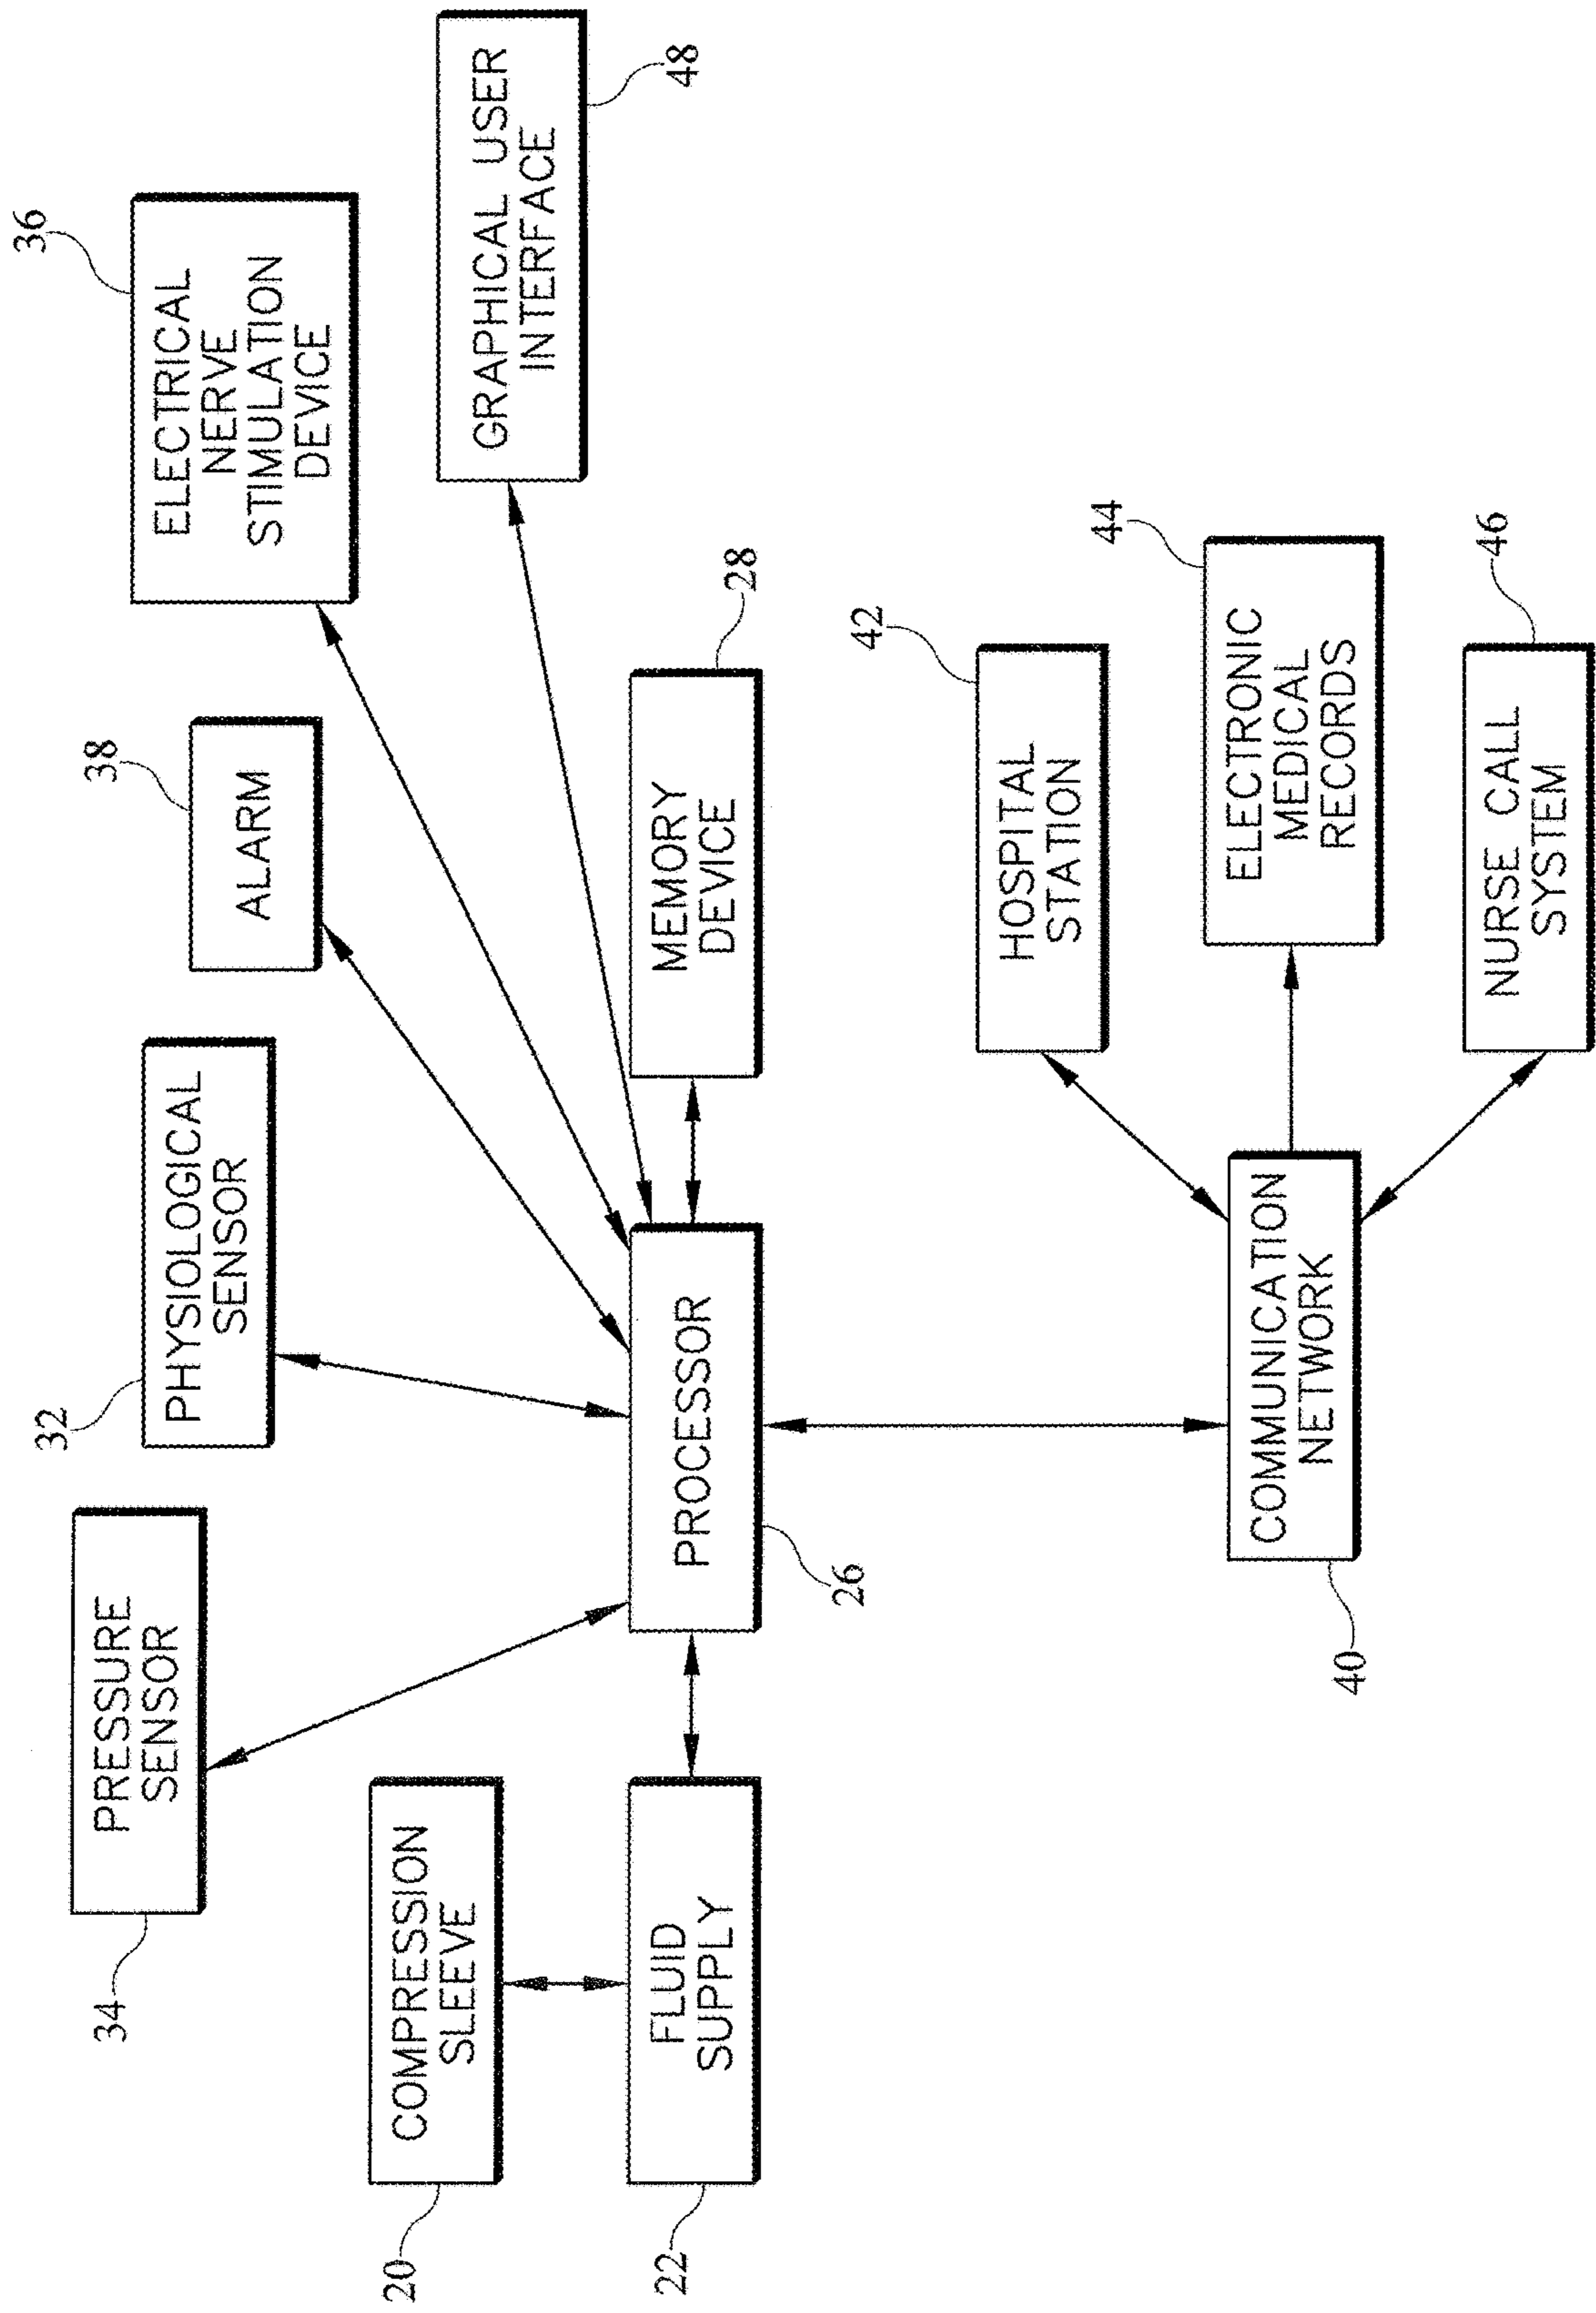 36
ELECTRICAL
NERVE
STIMULATION
DEVICE
GRAPHICAL USER
INTERFACE
48
38
ALARM
32
PHYSIOLOGICAL
SENSOR
34
PRESSURE
SENSOR
20
COMPRESSION
SLEEVE
22
FLUID
SUPPLY
PROCESSOR
26
MEMORY
DEVICE
28
40
COMMUNICATION
NETWORK
42
HOSPITAL
STATION
44
ELECTRONIC
MEDICAL
RECORDS
46
NURSE CALL
SYSTEM